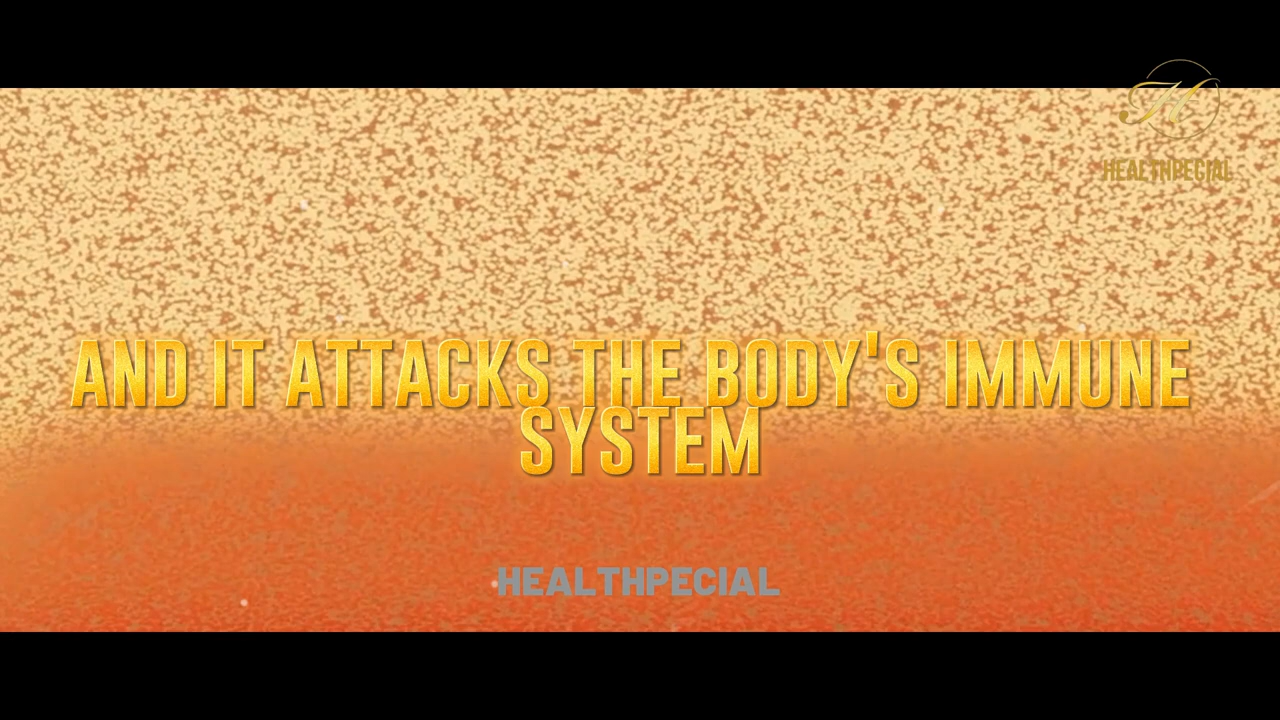 HEALTHPECIAL
AND IT ATTACKS THE BODY'S IMMUNE
SYSTEM
HEALTHPECIAL